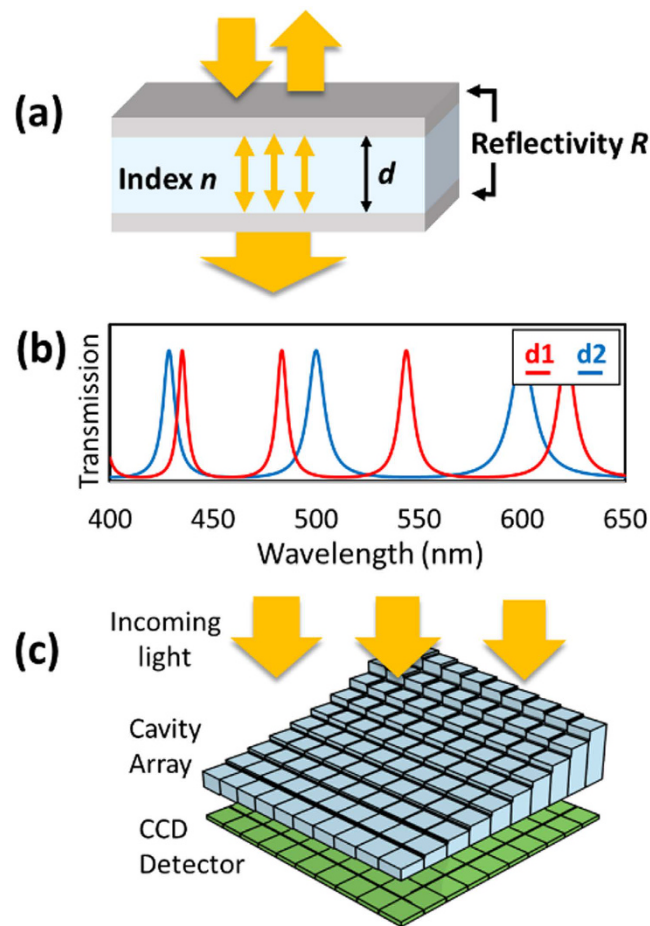 (a)
Index n
d
Reflectivity R
(b)
Transmission
d1 d2
400 450 500 550 600 650
Wavelength (nm)
(c)
Incoming
light
Cavity
Array
CCD
Detector